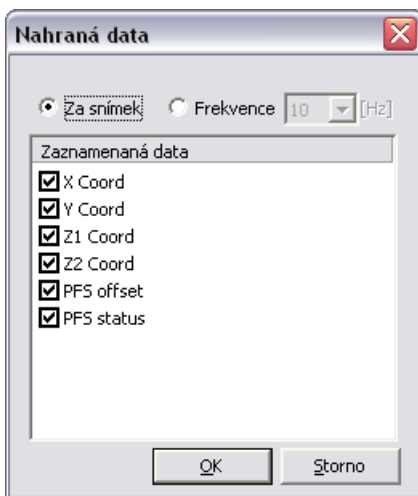 Nahraná data
Za snímek Frekvence 10 [Hz]
Zaznamenaná data
X Coord
Y Coord
Z1 Coord
Z2 Coord
PFS offset
PFS status
OK Storno